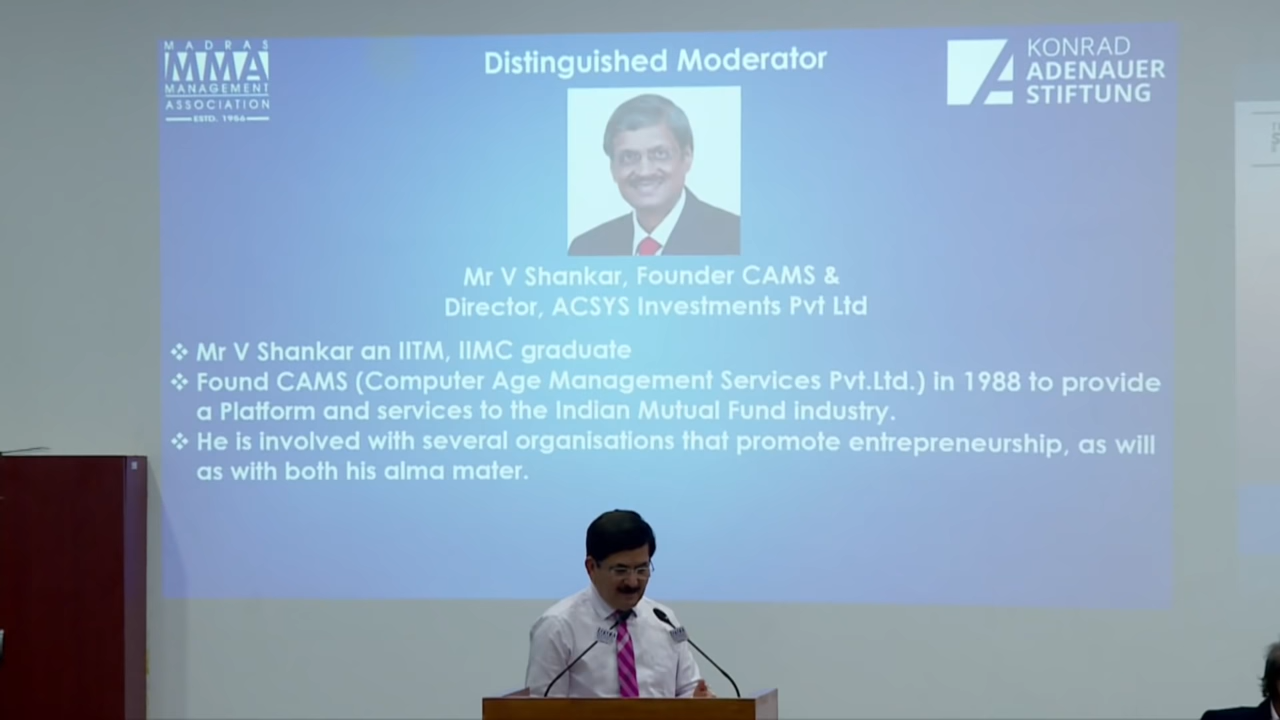 MADRAS
MMA
MANAGEMENT
ASSOCIATION
ESTD. 1956
Distinguished Moderator
KONRAD
ADENAUER
STIFTUNG
Mr V Shankar, Founder CAMS &
Director, ACSYS Investments Pvt Ltd
❖ Mr V Shankar an IITM, IIMC graduate
❖ Found CAMS (Computer Age Management Services Pvt.Ltd.) in 1988 to provide
a Platform and services to the Indian Mutual Fund industry.
❖ He is involved with several organisations that promote entrepreneurship, as will
as with both his alma mater.